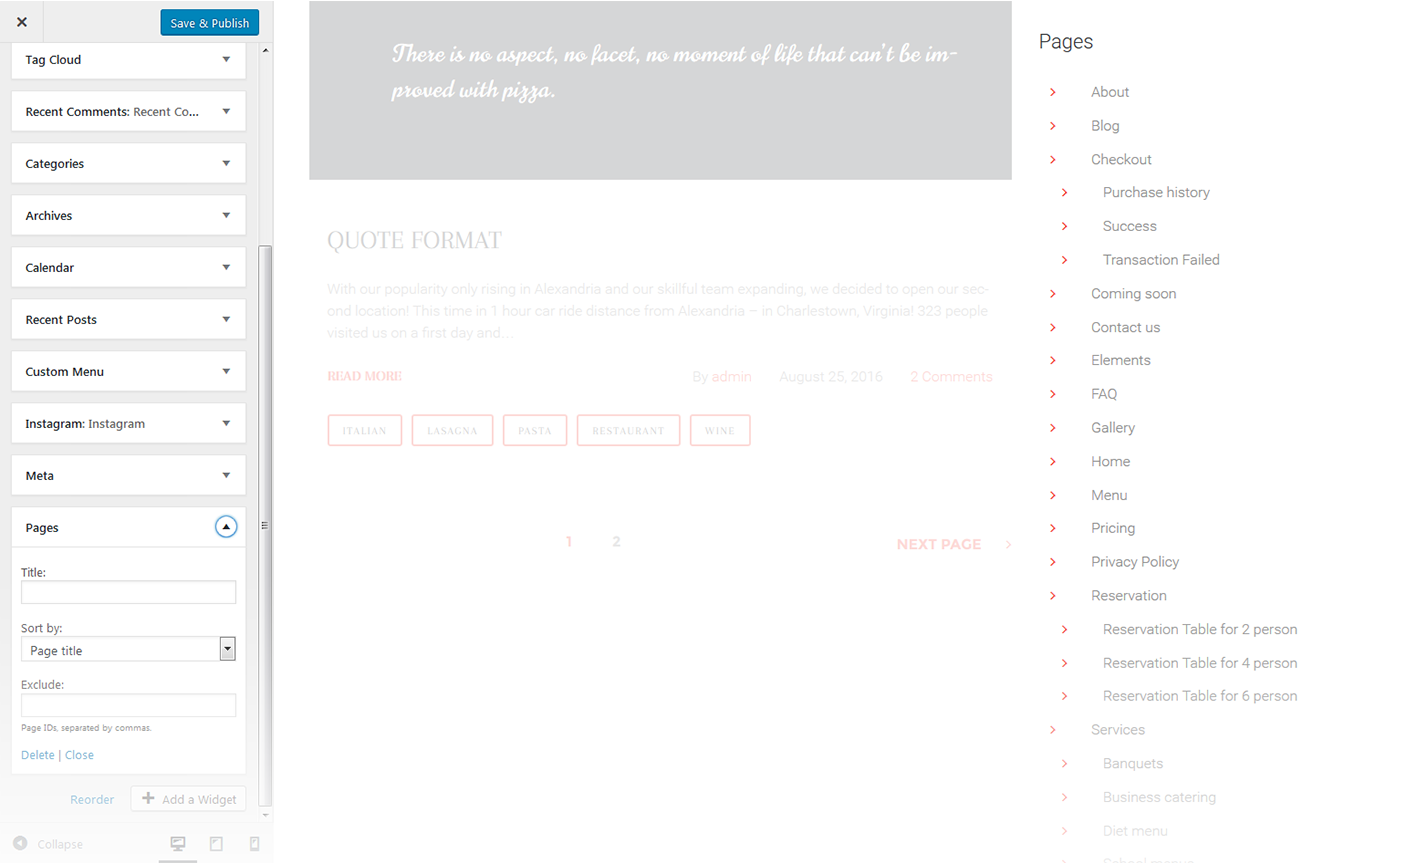 Save & Publish
Tag Cloud
Recent Comments: Recent Co...
Categories
Archives
Calendar
Recent Posts
Custom Menu
Instagram: Instagram
Meta
Pages
Title:
Sort by:
Page title
Exclude:
Page IDs, separated by commas.
Delete | Close
Reorder
Add a Widget
Collapse
There is no aspect, no facet, no moment of life that can't be im-
proved with pizza.
QUOTE FORMAT
With our popularity only rising in Alexandria and our skillful team expanding, we decided to open our sec-
ond location! This time in 1 hour car ride distance from Alexandria – in Charlestown, Virginia! 323 people
visited us on a first day and…
READ MORE
By admin August 25, 2016 2 Comments
ITALIAN LASAGNA PASTA RESTAURANT WINE
1 2 NEXT PAGE
Pages
About
Blog
Checkout
Purchase history
Success
Transaction Failed
Coming soon
Contact us
Elements
FAQ
Gallery
Home
Menu
Pricing
Privacy Policy
Reservation
Reservation Table for 2 person
Reservation Table for 4 person
Reservation Table for 6 person
Services
Banquets
Business catering
Diet menu